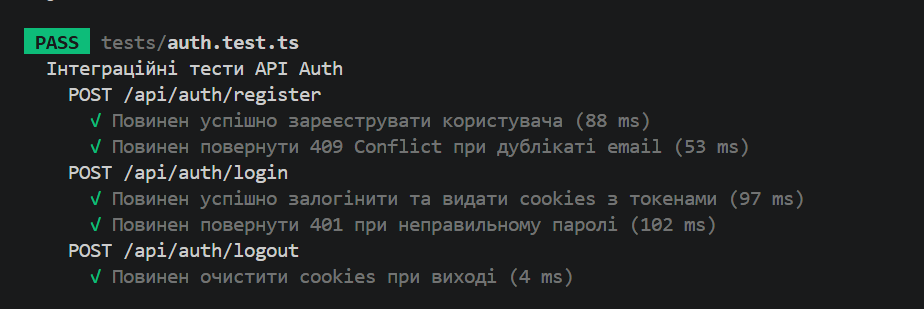 PASS tests/auth.test.ts
Інтеграційні тести API Auth
POST /api/auth/register
√ Повинен успішно зареєструвати користувача (88 ms)
√ Повинен повернути 409 Conflict при дублікаті email (53 ms)
POST /api/auth/login
√ Повинен успішно залогінити та видати cookies з токенами (97 ms)
√ Повинен повернути 401 при неправильному паролі (102 ms)
POST /api/auth/logout
√ Повинен очистити cookies при виході (4 ms)